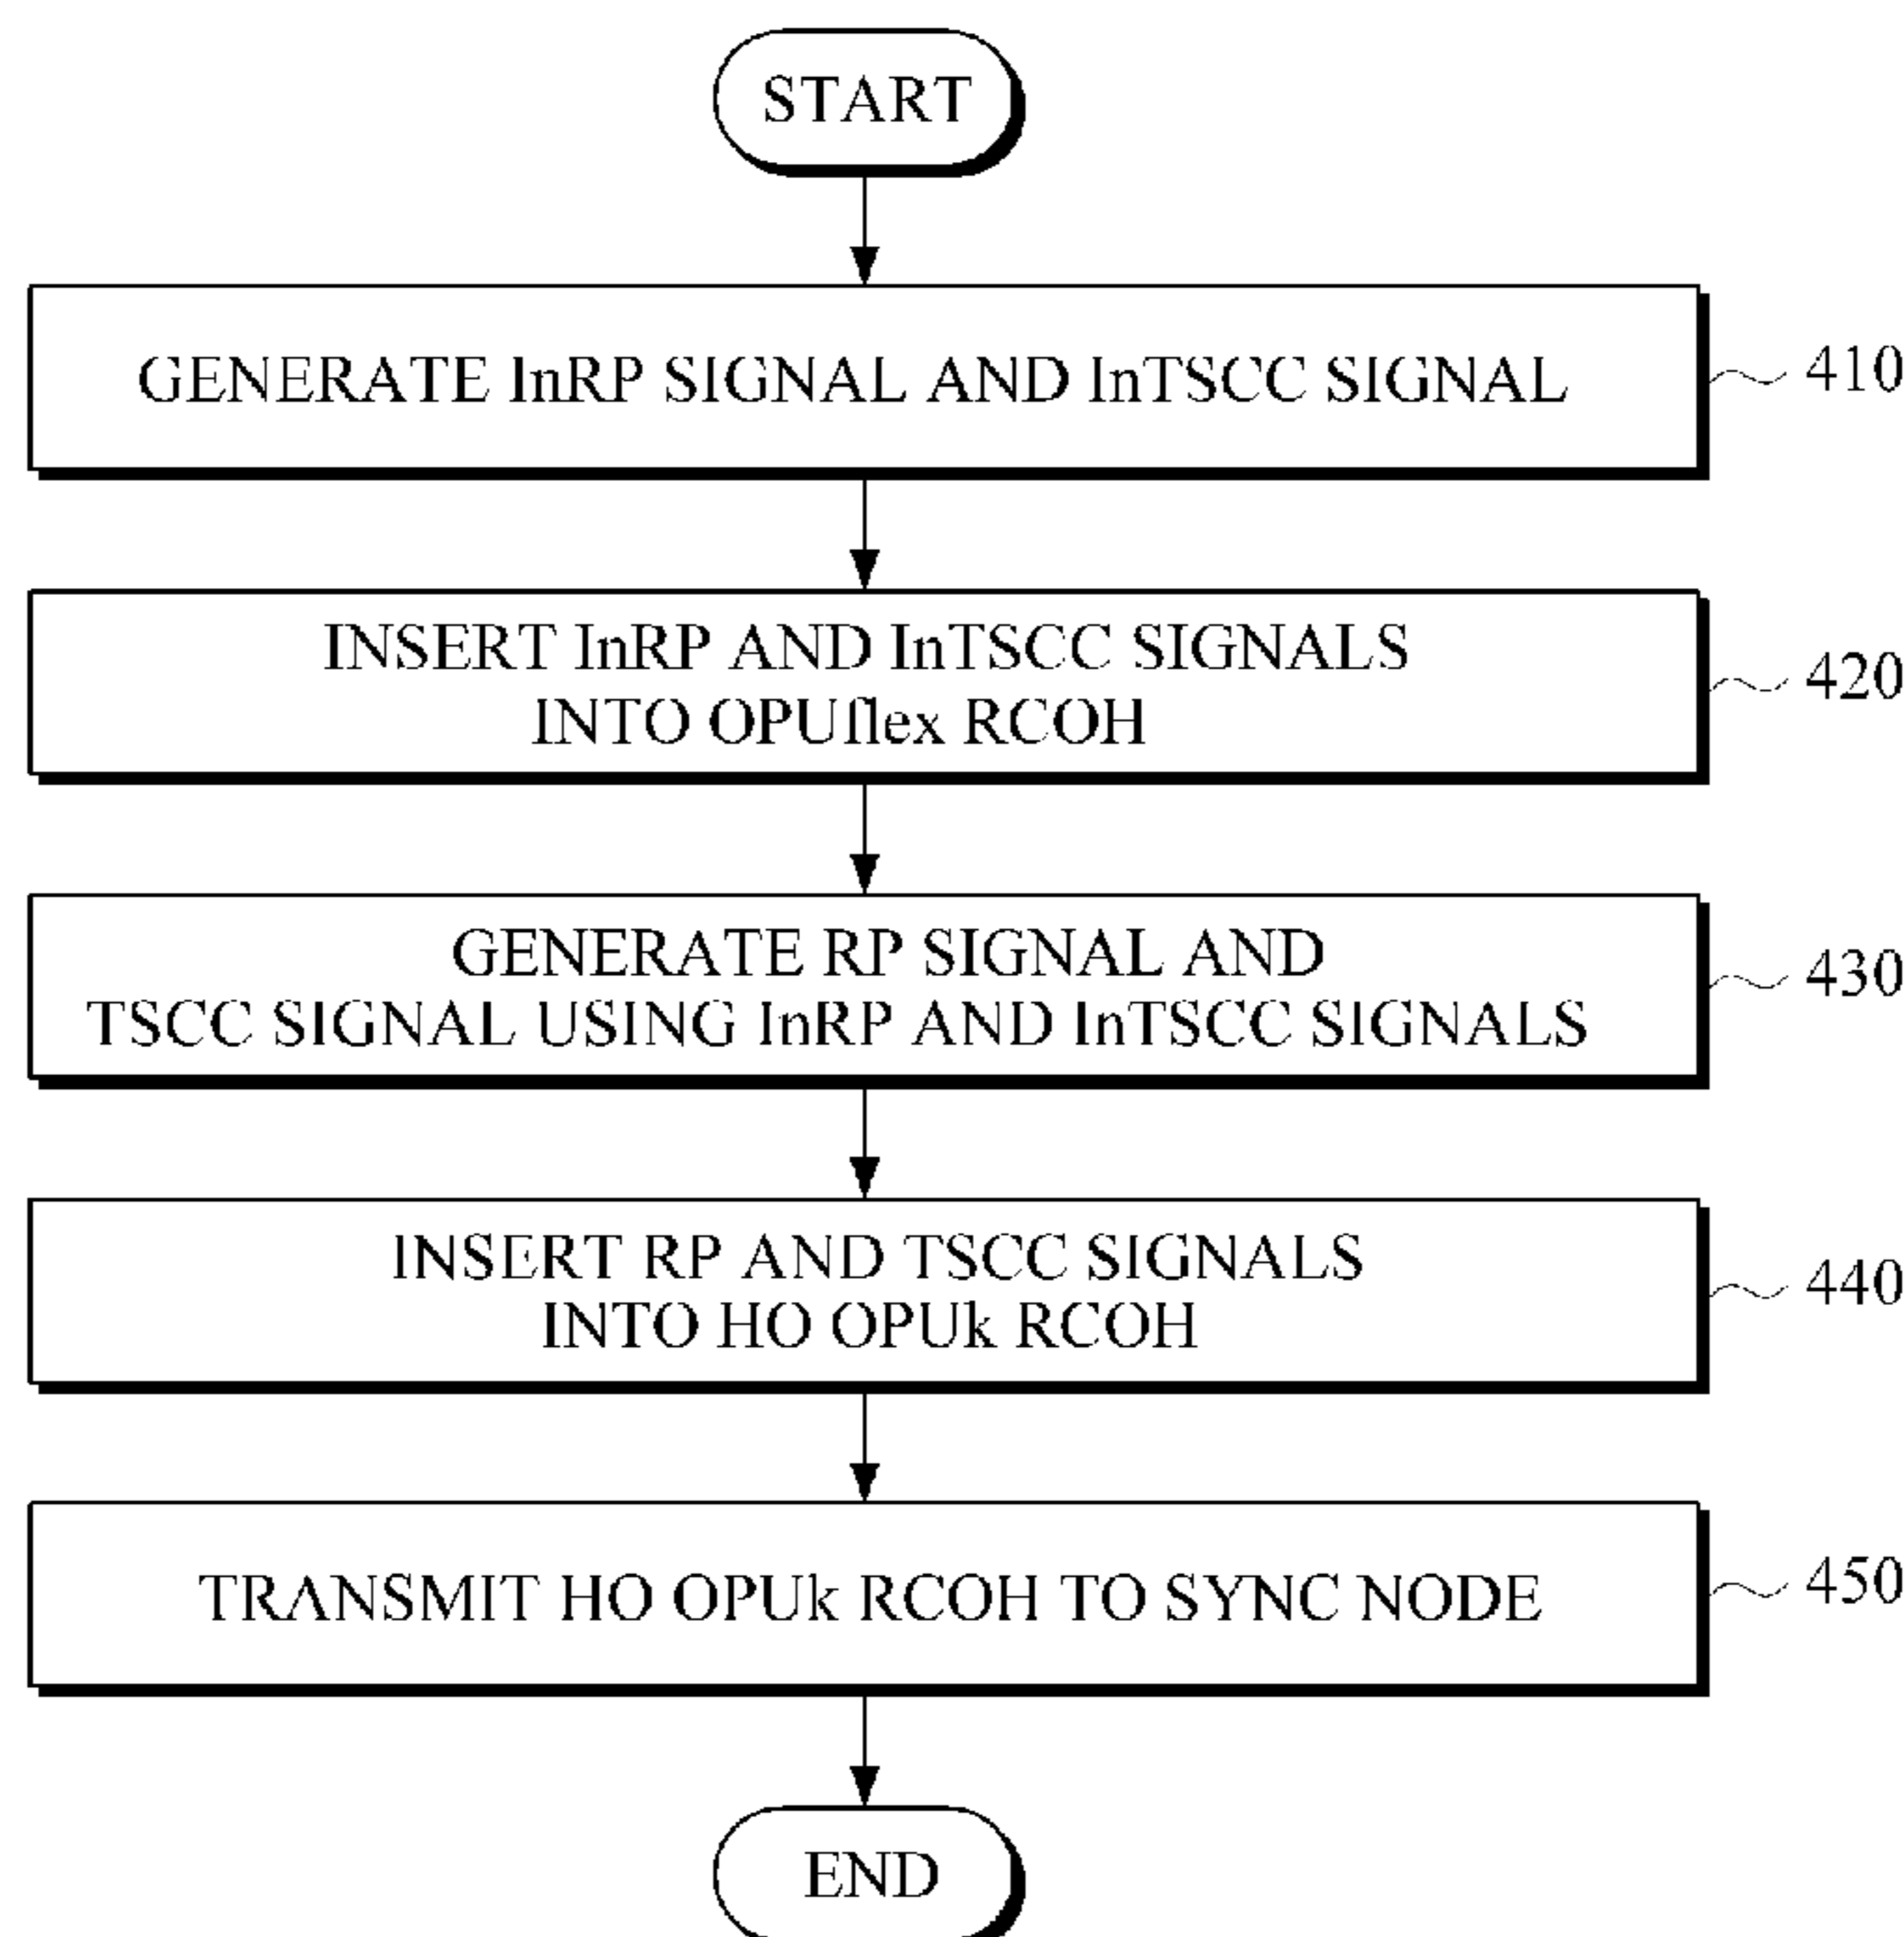 START
GENERATE InRP SIGNAL AND InTSCC SIGNAL
410
INSERT InRP AND InTSCC SIGNALS
INTO OPUflex RCOH
420
GENERATE RP SIGNAL AND
TSCC SIGNAL USING InRP AND InTSCC SIGNALS
430
INSERT RP AND TSCC SIGNALS
INTO HO OPUk RCOH
440
TRANSMIT HO OPUk RCOH TO SYNC NODE
450
END